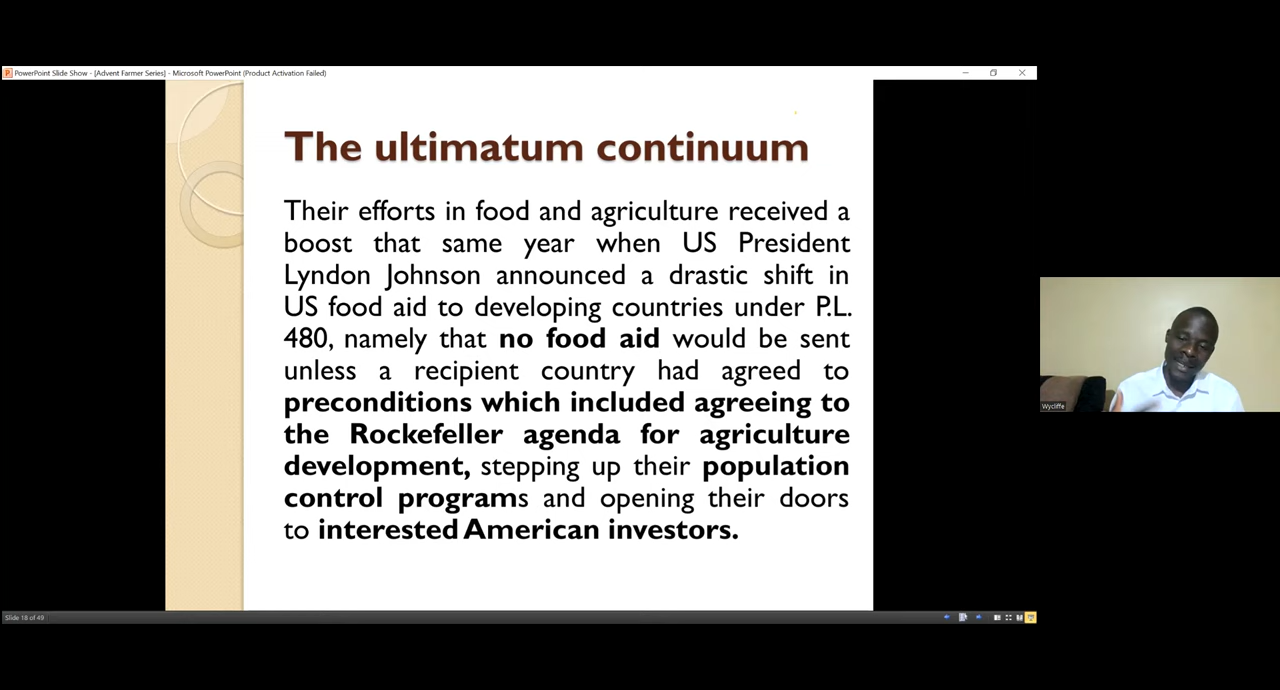 PowerPoint Slide Show - [Advent Farmer Series] - Microsoft PowerPoint (Product Activation Failed)
The ultimatum continuum
Their efforts in food and agriculture received a
boost that same year when US President
Lyndon Johnson announced a drastic shift in
US food aid to developing countries under P.L.
480, namely that no food aid would be sent
unless a recipient country had agreed to
preconditions which included agreeing to
the Rockefeller agenda for agriculture
development, stepping up their population
control programs and opening their doors
to interested American investors.
Wycliffe
Slide 18 of 49